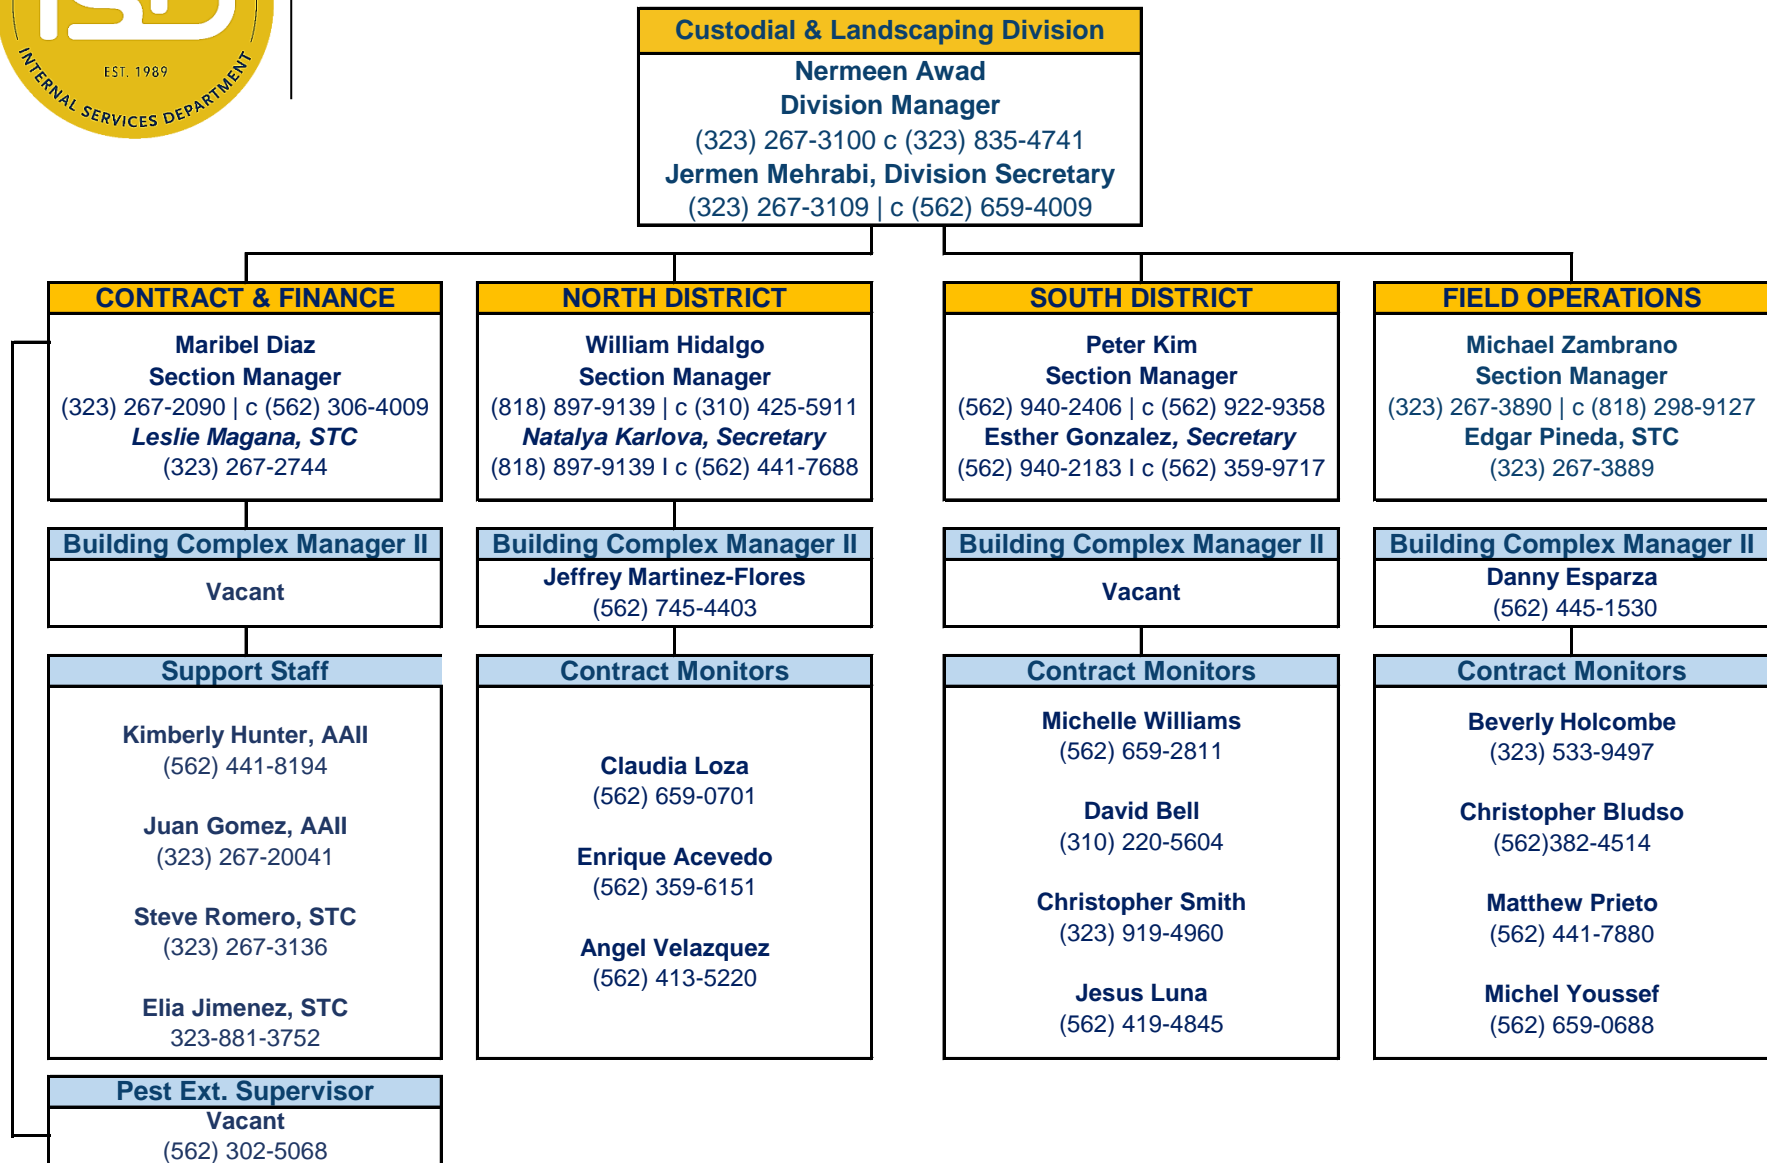 ISD
EST. 1989
INTERNAL SERVICES DEPARTMENT
Custodial & Landscaping Division
Nermeen Awad
Division Manager
(323) 267-3100 c (323) 835-4741
Jermen Mehrabi, Division Secretary
(323) 267-3109 | c (562) 659-4009
CONTRACT & FINANCE
Maribel Diaz
Section Manager
(323) 267-2090 | c (562) 306-4009
Leslie Magana, STC
(323) 267-2744
Building Complex Manager II
Vacant
Support Staff
Kimberly Hunter, AAII
(562) 441-8194
Juan Gomez, AAII
(323) 267-20041
Steve Romero, STC
(323) 267-3136
Elia Jimenez, STC
323-881-3752
Pest Ext. Supervisor
Vacant
(562) 302-5068
NORTH DISTRICT
William Hidalgo
Section Manager
(818) 897-9139 | c (310) 425-5911
Natalya Karlova, Secretary
(818) 897-9139 I c (562) 441-7688
Building Complex Manager II
Jeffrey Martinez-Flores
(562) 745-4403
Contract Monitors
Claudia Loza
(562) 659-0701
Enrique Acevedo
(562) 359-6151
Angel Velazquez
(562) 413-5220
SOUTH DISTRICT
Peter Kim
Section Manager
(562) 940-2406 | c (562) 922-9358
Esther Gonzalez, Secretary
(562) 940-2183 I c (562) 359-9717
Building Complex Manager II
Vacant
Contract Monitors
Michelle Williams
(562) 659-2811
David Bell
(310) 220-5604
Christopher Smith
(323) 919-4960
Jesus Luna
(562) 419-4845
FIELD OPERATIONS
Michael Zambrano
Section Manager
(323) 267-3890 | c (818) 298-9127
Edgar Pineda, STC
(323) 267-3889
Building Complex Manager II
Danny Esparza
(562) 445-1530
Contract Monitors
Beverly Holcombe
(323) 533-9497
Christopher Bludso
(562)382-4514
Matthew Prieto
(562) 441-7880
Michel Youssef
(562) 659-0688